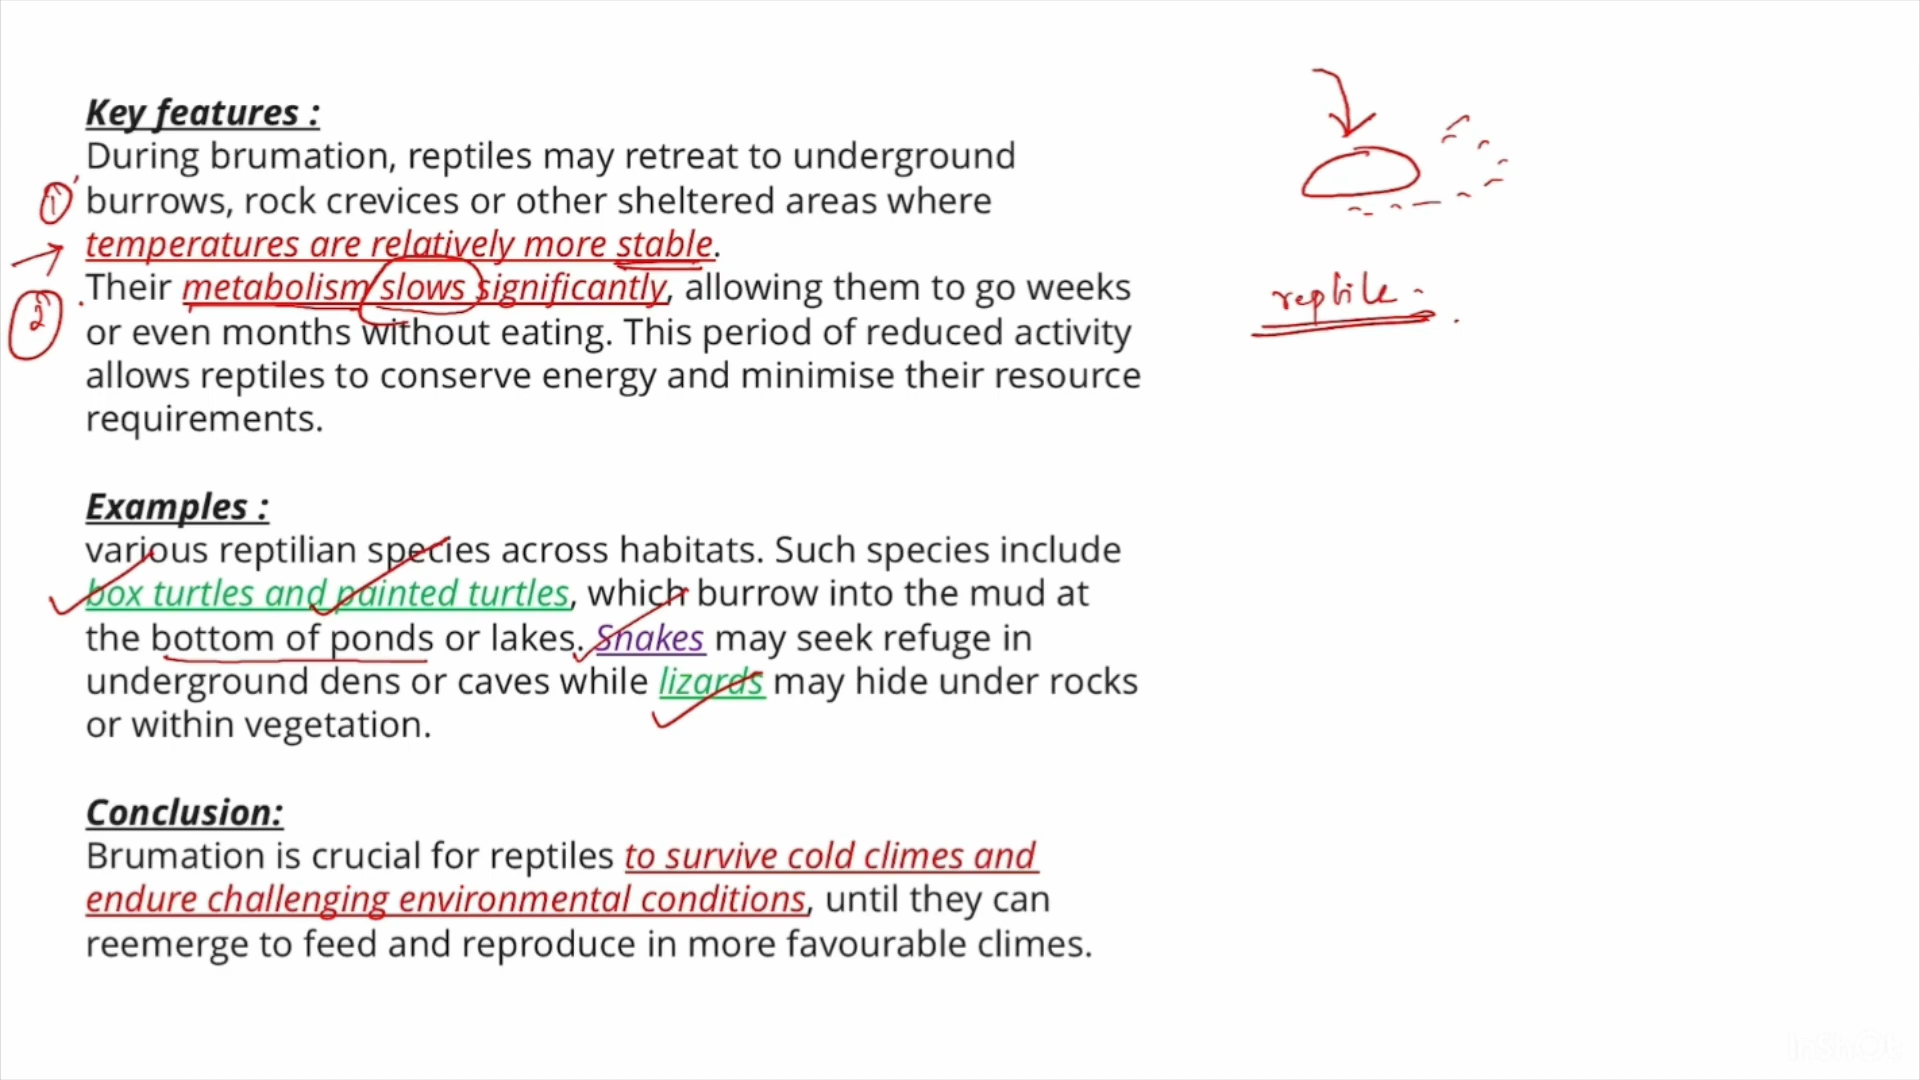 Key features :
During brumation, reptiles may retreat to underground
① burrows, rock crevices or other sheltered areas where
temperatures are relatively more stable.
② Their metabolism slows significantly, allowing them to go weeks
or even months without eating. This period of reduced activity
allows reptiles to conserve energy and minimise their resource
requirements.
Examples :
various reptilian species across habitats. Such species include
box turtles and painted turtles, which burrow into the mud at
the bottom of ponds or lakes. Snakes may seek refuge in
underground dens or caves while lizards may hide under rocks
or within vegetation.
Conclusion:
Brumation is crucial for reptiles to survive cold climes and
endure challenging environmental conditions, until they can
reemerge to feed and reproduce in more favourable climes.
reptile.